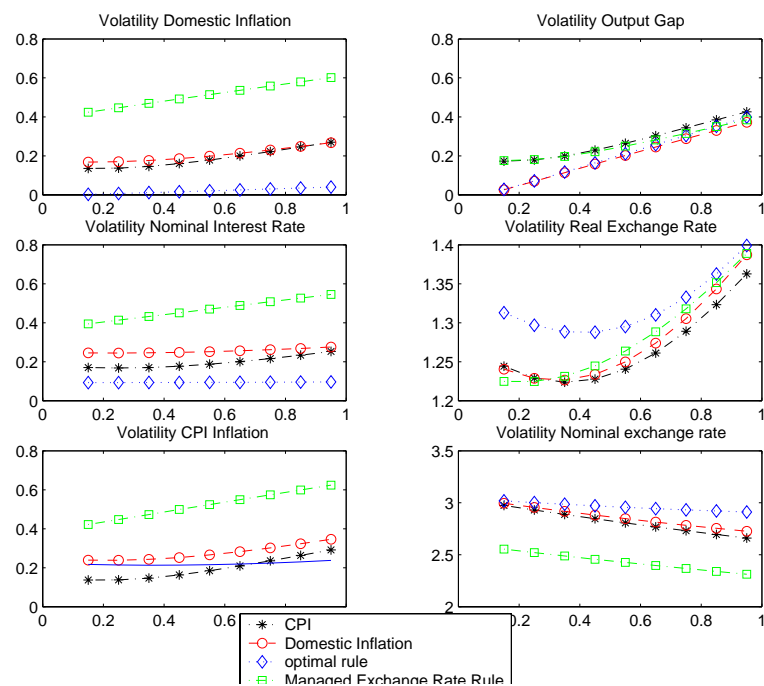 Volatility Domestic Inflation
Volatility Output Gap
0.8
0.6
0.4
0.2
0
0 0.2 0.4 0.6 0.8 1
0.8
0.6
0.4
0.2
0
0 0.2 0.4 0.6 0.8 1
Volatility Nominal Interest Rate
Volatility Real Exchange Rate
0.8
0.6
0.4
0.2
0
0 0.2 0.4 0.6 0.8 1
1.4
1.35
1.3
1.25
1.2
0 0.2 0.4 0.6 0.8 1
Volatility CPI Inflation
Volatility Nominal exchange rate
0.8
0.6
0.4
0.2
0
0 0.2 0.4 0.6 0.8 1
3.5
3
2.5
2
0.2 0.4 0.6 0.8 1
CPI
Domestic Inflation
optimal rule
Managed Exchange Rate Rule